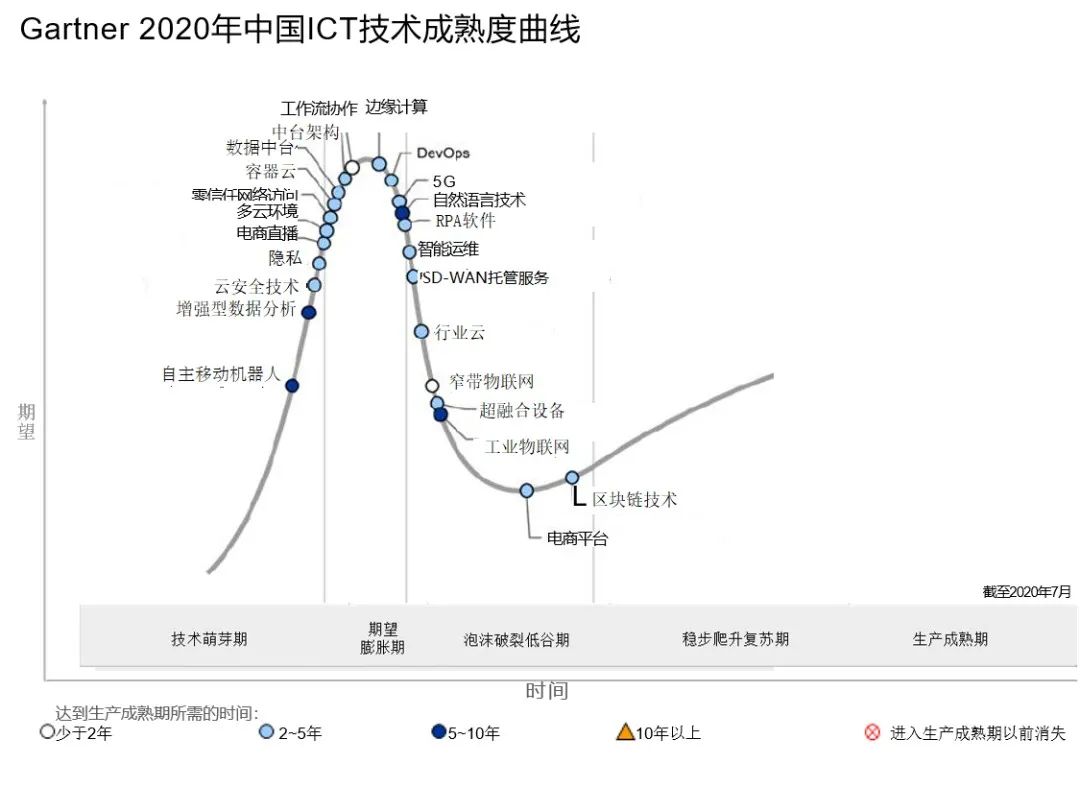 Gartner 2020年中国ICT技术成熟度曲线
工作流协作
边缘计算
中台架构
数据中台
容器云
零信任网络访问
多云环境
电商直播
隐私
云安全技术
增强型数据分析
自主移动机器人
DevOps
5G
自然语言技术
RPA软件
智能运维
SD-WAN托管服务
行业云
窄带物联网
超融合设备
工业物联网
区块链技术
电商平台
期望
截至2020年7月
技术萌芽期
期望
膨胀期
泡沫破裂低谷期
稳步爬升复苏期
生产成熟期
时间
达到生产成熟期所需的时间:
少于2年
2~5年
5~10年
10年以上
进入生产成熟期以前消失